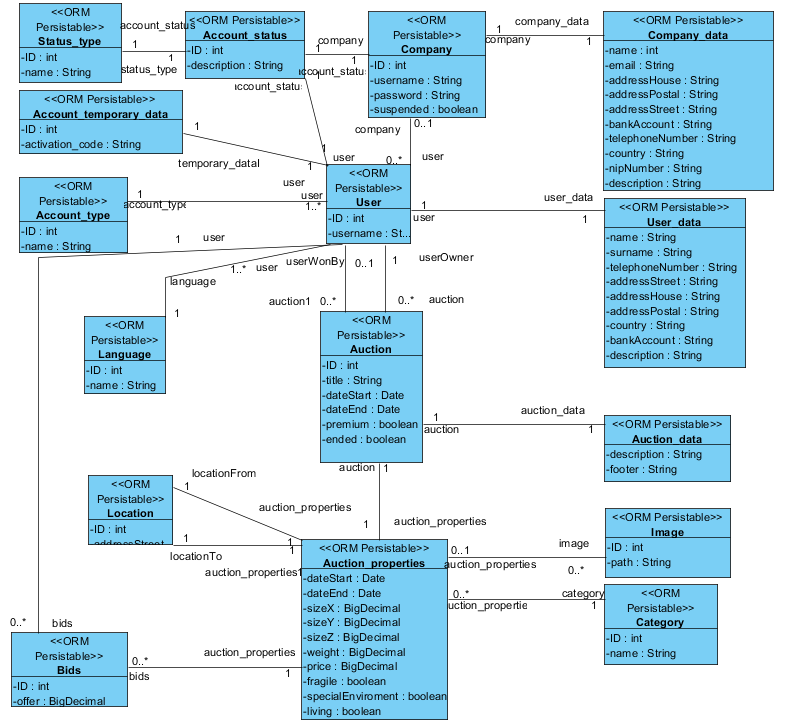 <<ORM
Persistable>>
Status_type
-ID : int
-name : String
account_status
1
1
status_type
<<ORM Persistable>>
Account_status
-ID : int
-description : String
company
1
1
account_status
account_status
<<ORM
Persistable>>
Company
-ID : int
-username : String
-password : String
-suspended : boolean
company_data
1
company
1
<<ORM Persistable>>
Company_data
-name : int
-email : String
-addressHouse : String
-addressPostal : String
-addressStreet : String
-bankAccount : String
-telephoneNumber : String
-country : String
-nipNumber : String
-description : String
<<ORM Persistable>>
Account_temporary_data
-ID : int
-activation_code : String
1
temporary_dataI
1
1
user
company
0..1
0..*
user
<<ORM
Persistable>>
Account_type
-ID : int
-name : String
1
account_type
user
user
1..*
<<ORM
Persistable>>
User
-ID : int
-username : St...
1
user
user_data
1
<<ORM Persistable>>
User_data
-name : String
-surname : String
-telephoneNumber : String
-addressStreet : String
-addressHouse : String
-addressPostal : String
-country : String
-bankAccount : String
-description : String
1
user
1..*
user
language
1
userWonBy
0..1
1
userOwner
auction1
0..*
0..*
auction
<<ORM
Persistable>>
Language
-ID : int
-name : String
<<ORM
Persistable>>
Auction
-ID : int
-title : String
-dateStart : Date
-dateEnd : Date
-premium : boolean
-ended : boolean
1
auction
auction_data
1
<<ORM Persistable>>
Auction_data
-description : String
-footer : String
auction
1
1
auction_properties
<<ORM
Persistable>>
Location
-ID : int
-addressStreet
locationFrom
1
auction_properties
1
1
1
locationTo
auction_properties1
<<ORM Persistable>>
Auction_properties
-dateStart : Date
-dateEnd : Date
-sizeX : BigDecimal
-sizeY : BigDecimal
-sizeZ : BigDecimal
-weight : BigDecimal
-price : BigDecimal
-fragile : boolean
-specialEnviroment : boolean
-living : boolean
0..1
auction_properties
image
0..*
<<ORM Persistable>>
Image
-ID : int
-path : String
0..*
auction_propertie
category
1
<<ORM
Persistable>>
Category
-ID : int
-name : String
0..*
bids
<<ORM
Persistable>>
Bids
-ID : int
-offer : BigDecimal
0..*
bids
auction_properties
1